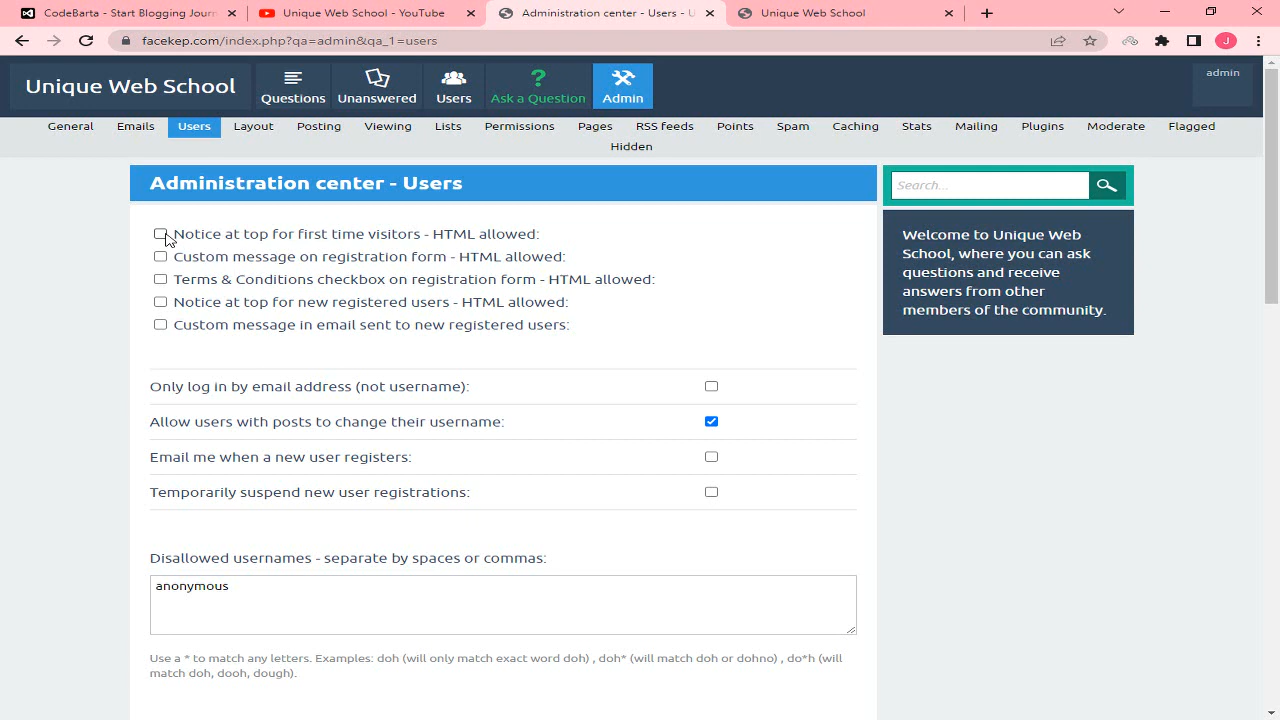 CodeBarta - Start Blogging Journ
Unique Web School - YouTube
Administration center - Users - U
Unique Web School
facekep.com/index.php?qa=admin&qa_1=users
J
Unique Web School
Questions
Unanswered
Users
?
Ask a Question
Admin
admin
General Emails Users Layout Posting Viewing Lists Permissions Pages RSS feeds Points Spam Caching Stats Mailing Plugins Moderate Flagged
Hidden
Administration center - Users
Search...
Notice at top for first time visitors - HTML allowed:
Custom message on registration form - HTML allowed:
Terms & Conditions checkbox on registration form - HTML allowed:
Notice at top for new registered users - HTML allowed:
Custom message in email sent to new registered users:
Welcome to Unique Web
School, where you can ask
questions and receive
answers from other
members of the community.
Only log in by email address (not username):
Allow users with posts to change their username:
Email me when a new user registers:
Temporarily suspend new user registrations:
Disallowed usernames - separate by spaces or commas:
anonymous
Use a * to match any letters. Examples: doh (will only match exact word doh) , doh* (will match doh or dohno) , do*h (will
match doh, dooh, dough).